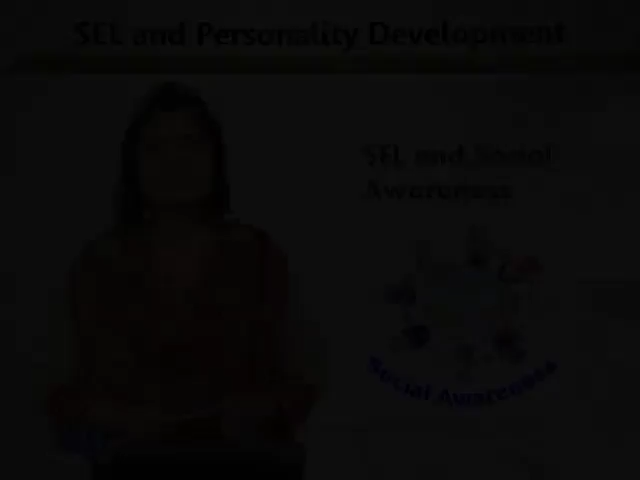 SEL and Personality Development
SEL and Social
Awareness
Social Awareness